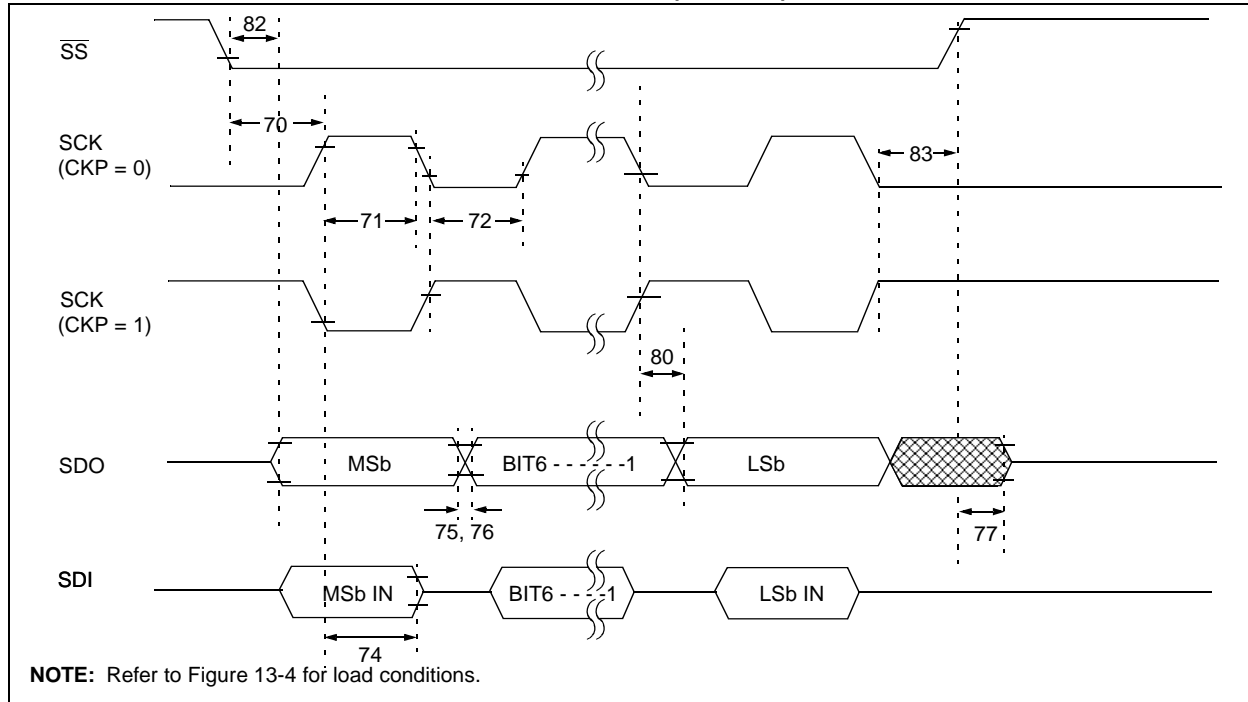 82
SS
70
SCK
(CKP = 0)
83
71
72
SCK
(CKP = 1)
80
SDO
MSb
BIT6 - - - - - -1
LSb
75, 76
77
SDI
MSb IN
BIT6 - - - -1
LSb IN
74
NOTE: Refer to Figure 13-4 for load conditions.